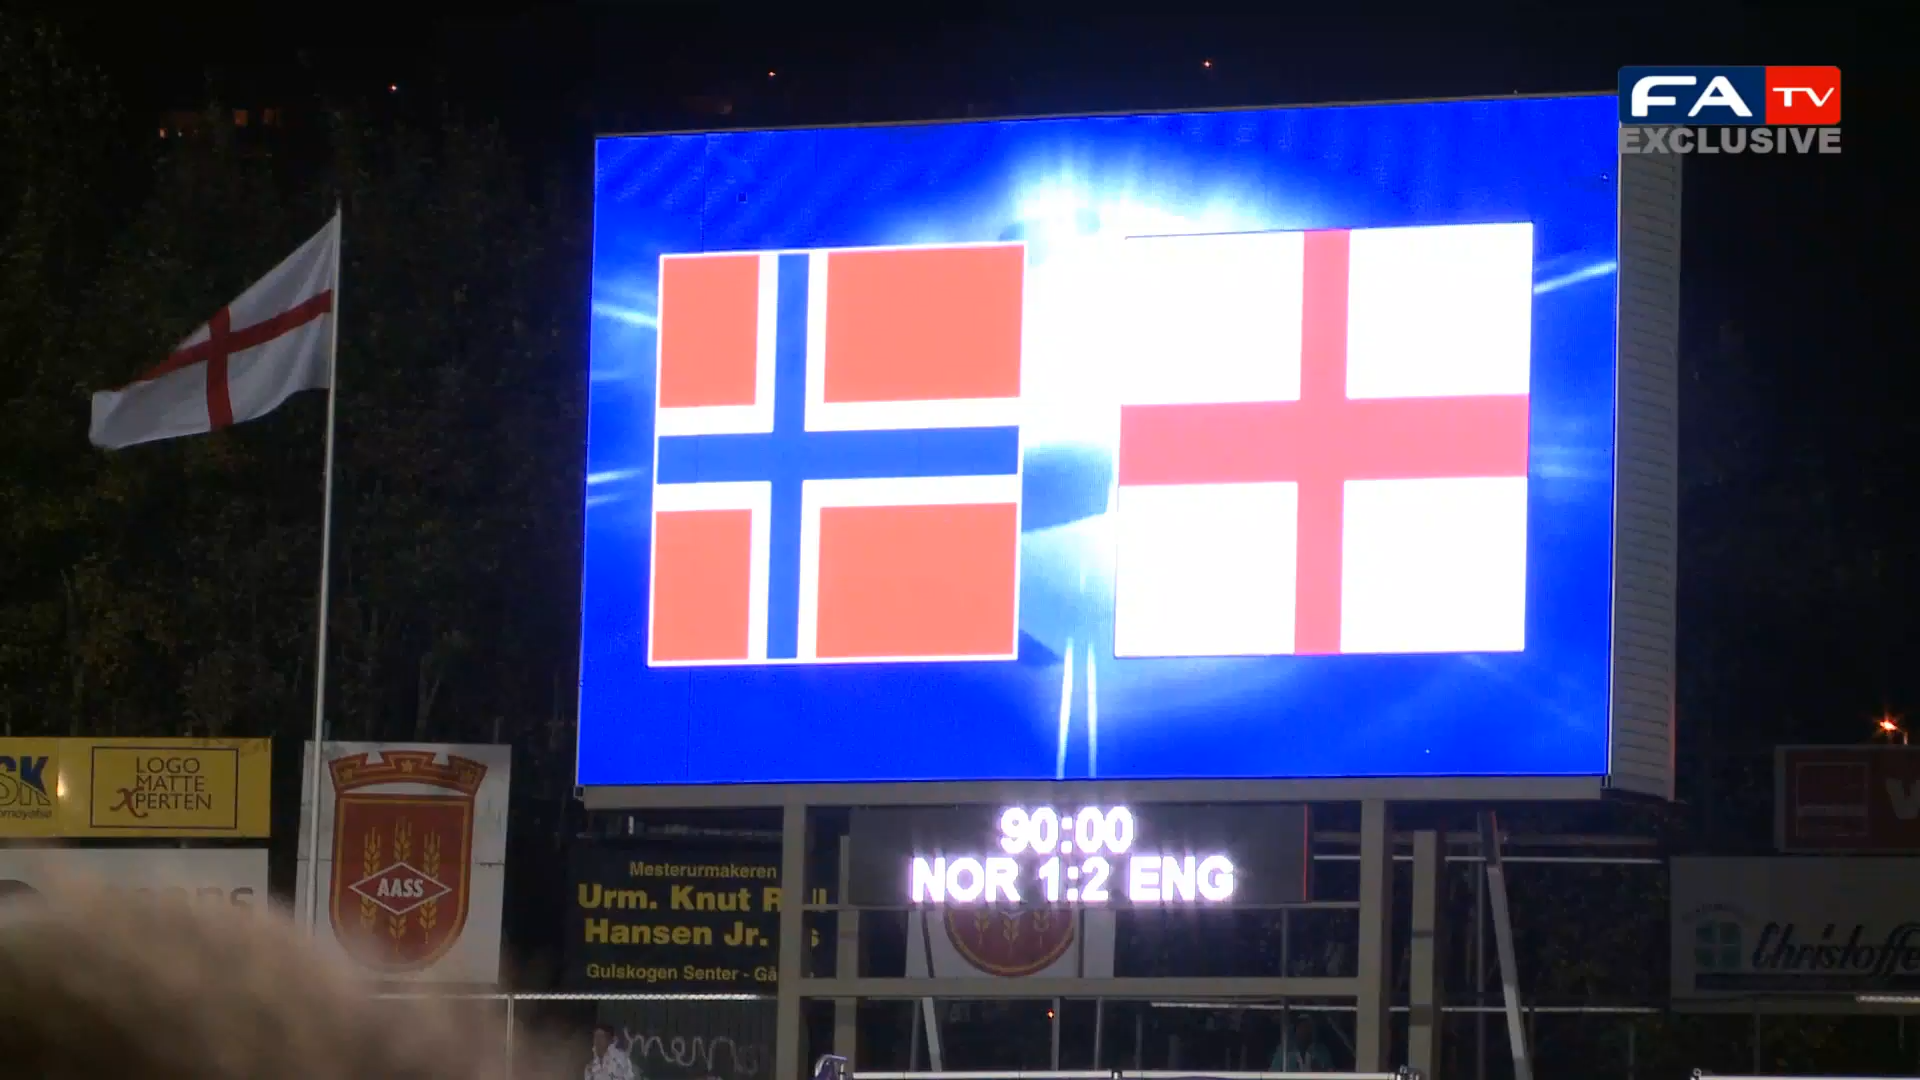 FA TV
EXCLUSIVE
LOGO
MATTE
XPERTEN
AASS
Mesterurmakeren
Urm. Knut
Hansen Jr.
Gulskogen Senter -
90:00
NOR 1:2 ENG